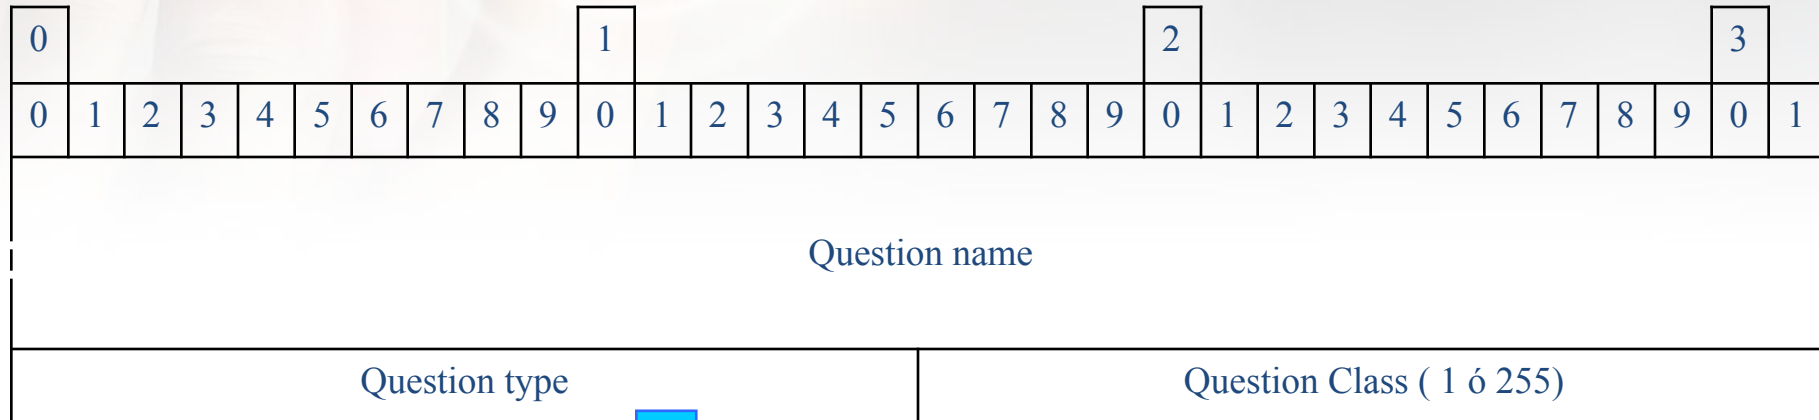 0 1 2 3
0 1 2 3 4 5 6 7 8 9 0 1 2 3 4 5 6 7 8 9 0 1 2 3 4 5 6 7 8 9 0 1
Question name
Question type Question Class ( 1 ó 255)